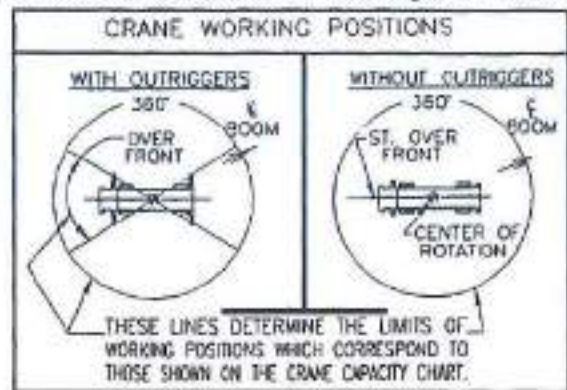 CRANE WORKING POSITIONS
WITH OUTRIGGERS
360°
OVER
FRONT
℄
BOOM
WITHOUT OUTRIGGERS
360°
ST. OVER
FRONT
℄
BOOM
CENTER OF
ROTATION
THESE LINES DETERMINE THE LIMITS OF
WORKING POSITIONS WHICH CORRESPOND TO
THOSE SHOWN ON THE CRANE CAPACITY CHART.